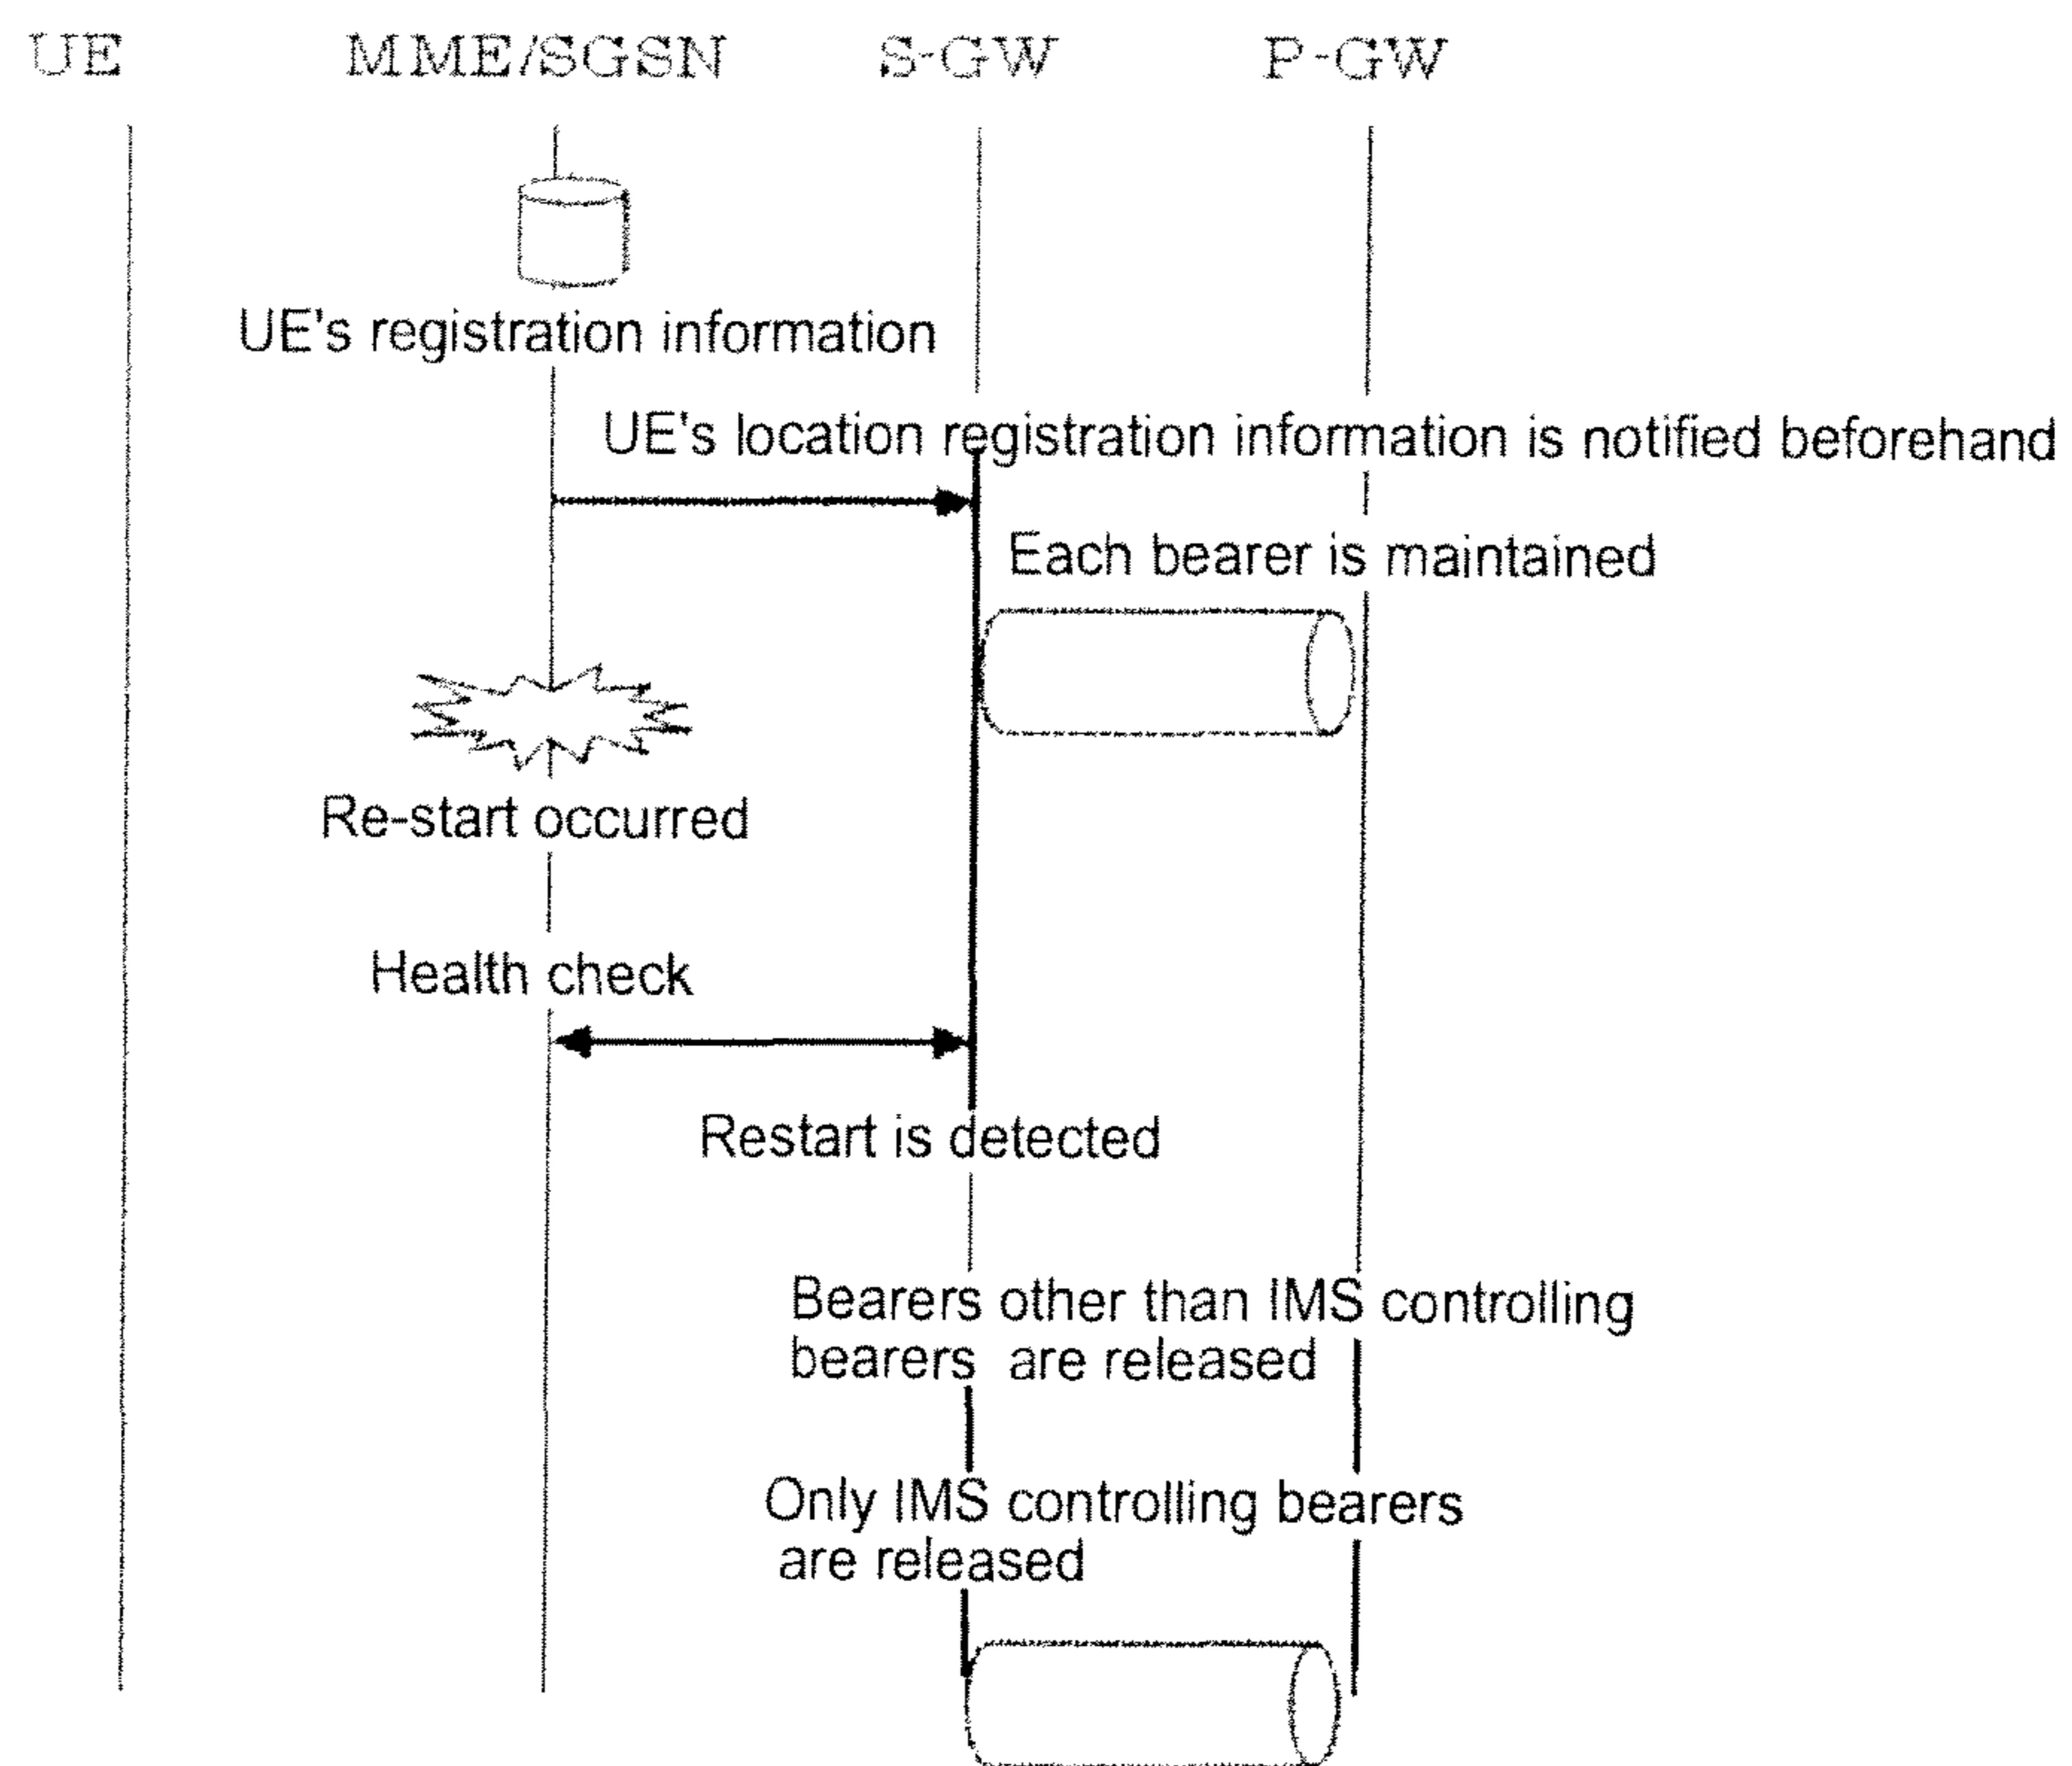 UE MME/SGSN S-GW P-GW
UE's registration information
UE's location registration information is notified beforehand
Each bearer is maintained
Re-start occurred
Health check
Restart is detected
Bearers other than IMS controlling
bearers are released
Only IMS controlling bearers
are released